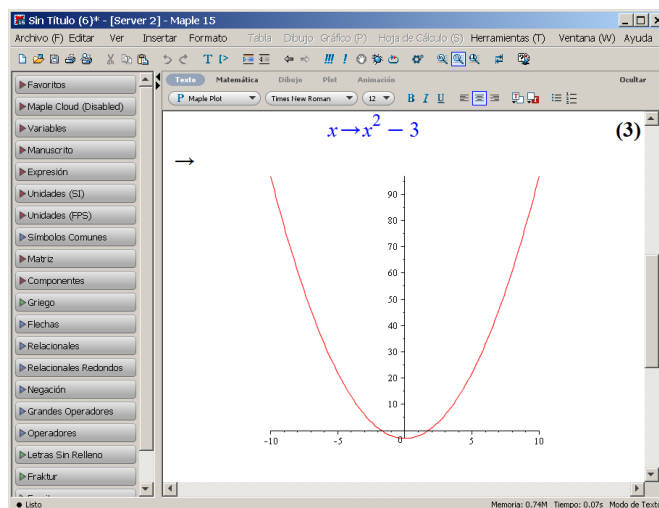 Sin Título (6)* - [Server 2] - Maple 15
Archivo (F) Editar Ver Insertar Formato Tabla Dibujo Gráfico (P) Hoja de Cálculo (S) Herramientas (T) Ventana (W) Ayuda
Texto Matemática Dibujo Plot Animación Ocultar
P Maple Plot Times New Roman 12 B I U
Favoritos
Maple Cloud (Disabled)
Variables
Manuscrito
Expresión
Unidades (SI)
Unidades (FPS)
Símbolos Comunes
Matriz
Componentes
Griego
Flechas
Relacionales
Relacionales Redondos
Negación
Grandes Operadores
Operadores
Letras Sin Relleno
Fraktur
x→x² − 3 (3)
→
90
80
70
60
50
40
30
20
10
-10 -5 0 5 10
Listo Memoria: 0.74M Tiempo: 0.07s Modo de Texto